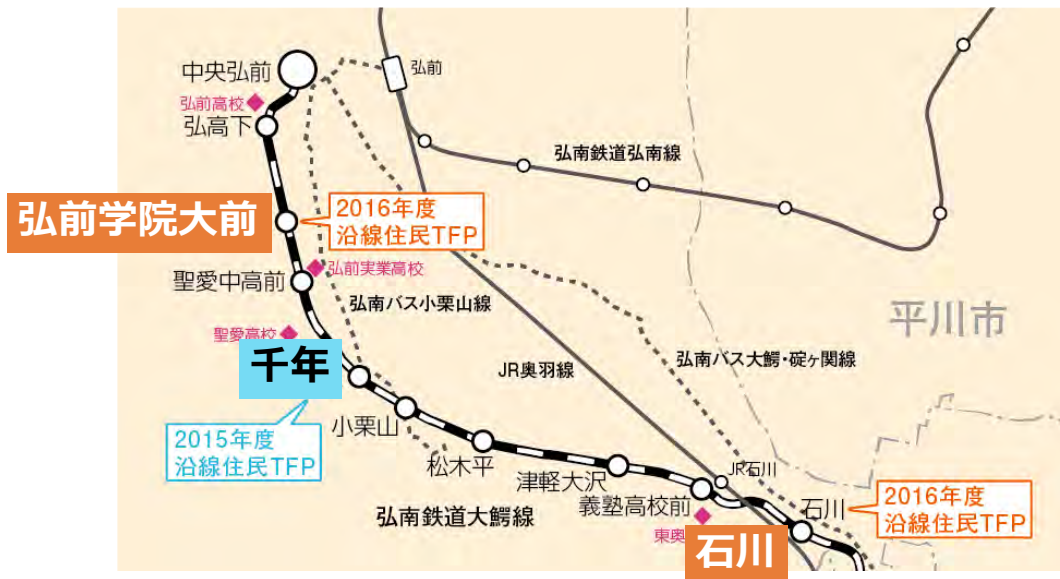 中央弘前
弘前
弘前高校
弘高下
弘南鉄道弘南線
弘前学院大前
2016年度
沿線住民TFP
聖愛中高前
弘前実業高校
弘南バス小栗山線
平川市
聖愛高校
千年
JR奥羽線
弘南バス大鰐・碇ヶ関線
2015年度
沿線住民TFP
小栗山
松木平
津軽大沢
JR石川
義塾高校前
石川
2016年度
沿線住民TFP
弘南鉄道大鰐線
東奥
石川